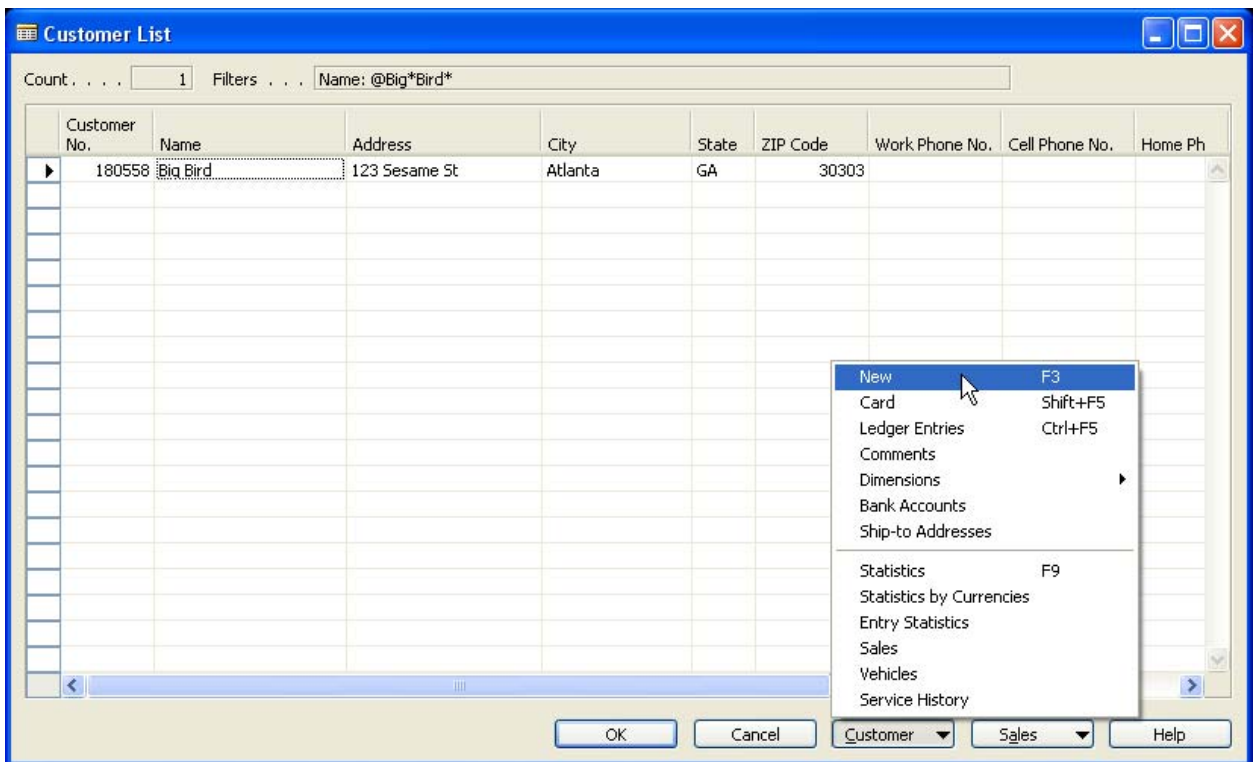 Customer List
Count. . . . 1 Filters . . . Name: @Big*Bird*
Customer No. Name Address City State ZIP Code Work Phone No. Cell Phone No. Home Ph
180558 Big Bird 123 Sesame St Atlanta GA 30303
New F3
Card Shift+F5
Ledger Entries Ctrl+F5
Comments
Dimensions
Bank Accounts
Ship-to Addresses
Statistics F9
Statistics by Currencies
Entry Statistics
Sales
Vehicles
Service History
OK Cancel Customer Sales Help